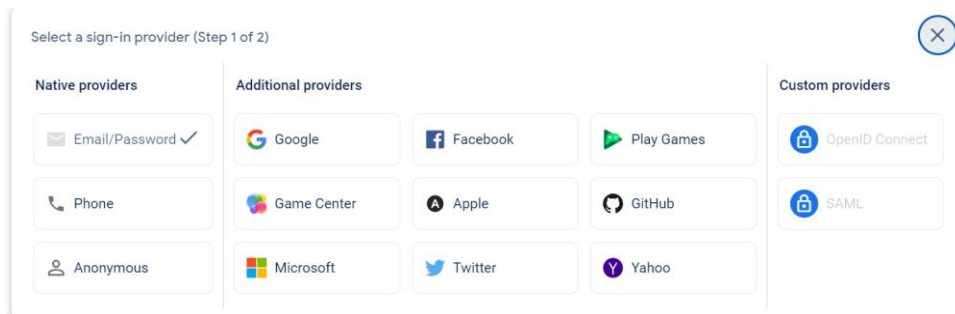 Select a sign-in provider (Step 1 of 2)
Native providers
Additional providers
Custom providers
Email/Password
Google
Facebook
Play Games
OpenID Connect
Phone
Game Center
Apple
GitHub
SAML
Anonymous
Microsoft
Twitter
Yahoo